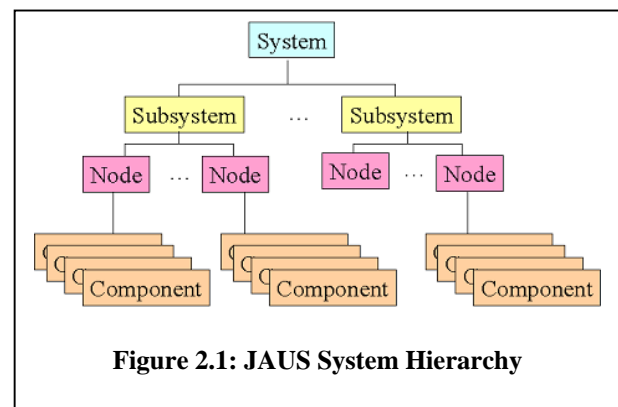 System
Subsystem ... Subsystem
Node ... Node Node ... Node
C C C Component C C C Component C C C Component
Figure 2.1: JAUS System Hierarchy